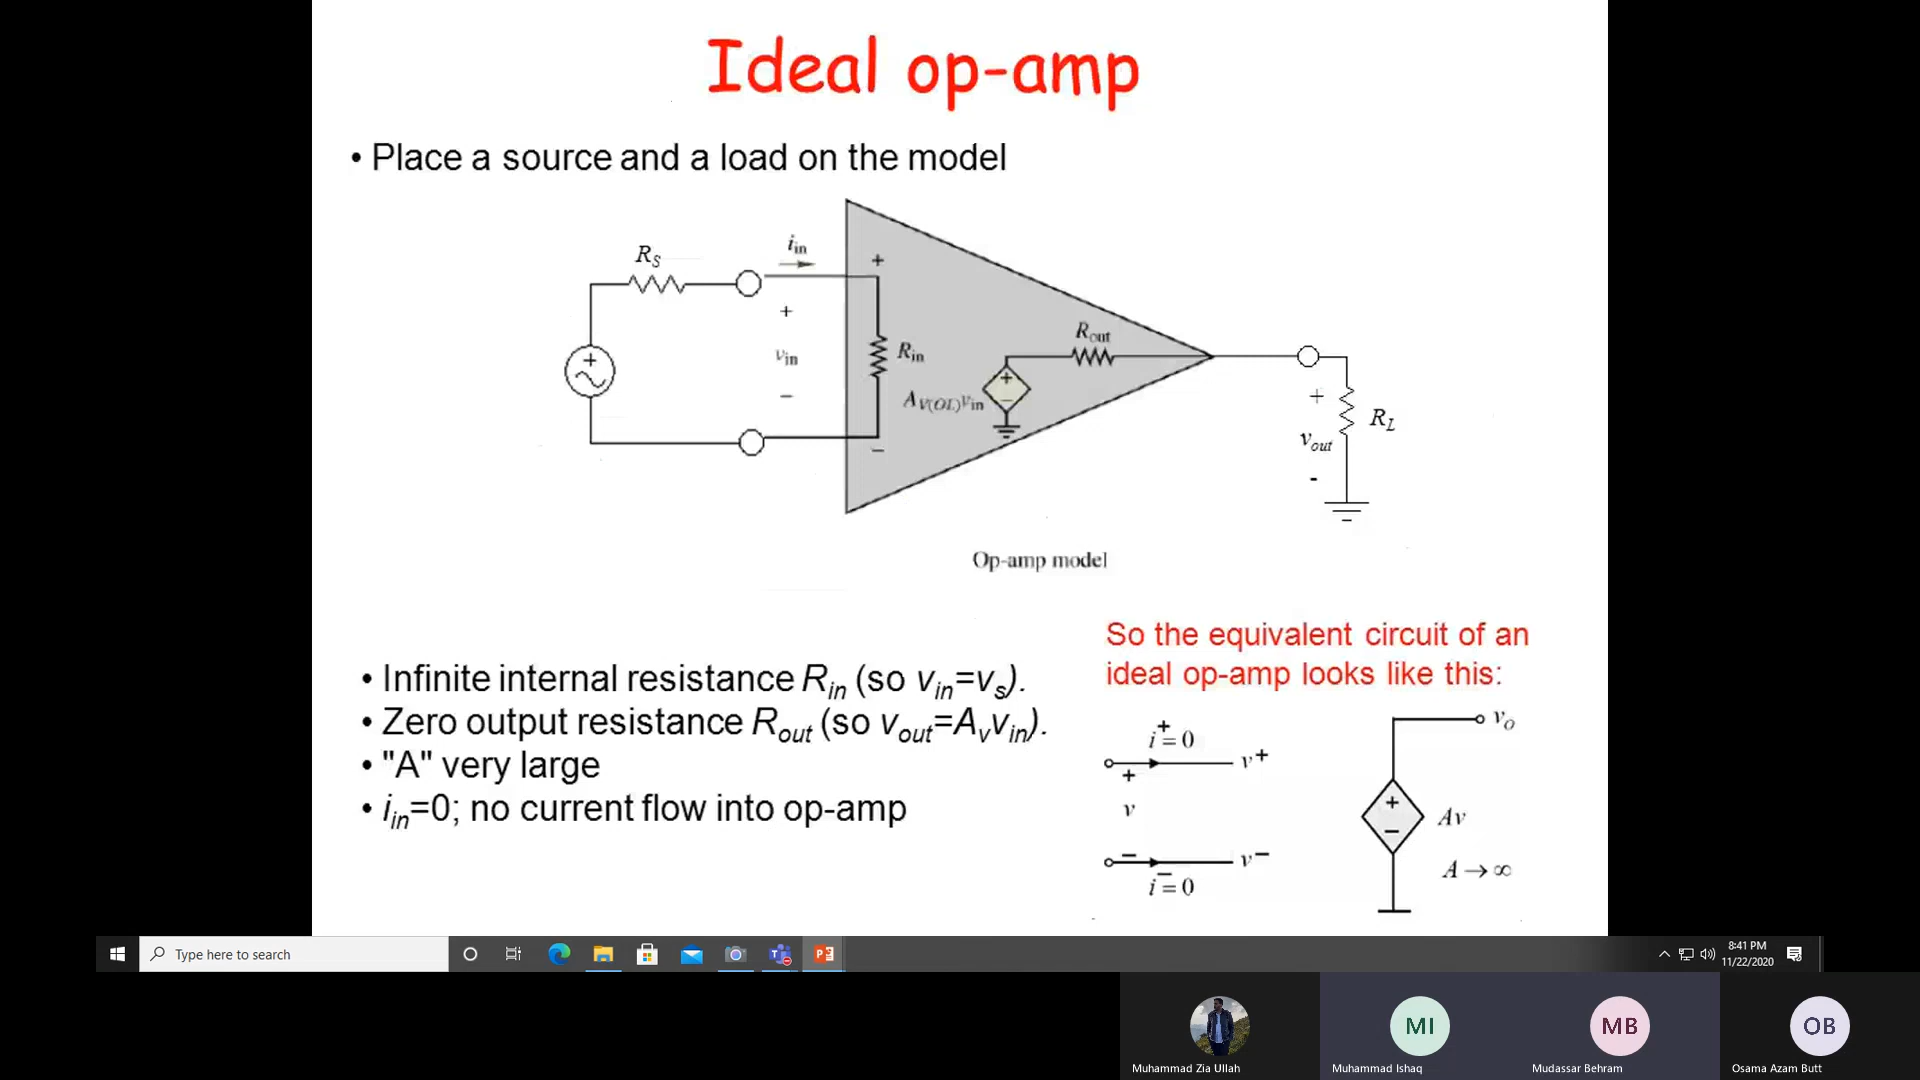 Ideal op-amp
• Place a source and a load on the model
R_S
i_in
+
+
v_in
−
+
R_in
−
A_V(OL)v_in
+
−
R_out
+
v_out
-
R_L
Op-amp model
So the equivalent circuit of an
ideal op-amp looks like this:
• Infinite internal resistance R_in (so v_in=v_s).
• Zero output resistance R_out (so v_out=A_vv_in).
• "A" very large
• i_in=0; no current flow into op-amp
i^+ = 0
v^+
+
v
−
v^−
i^− = 0
v_O
+
−
Av
A → ∞
Type here to search
8:41 PM
11/22/2020
MI
MB
OB
Muhammad Zia Ullah
Muhammad Ishaq
Mudassar Behram
Osama Azam Butt